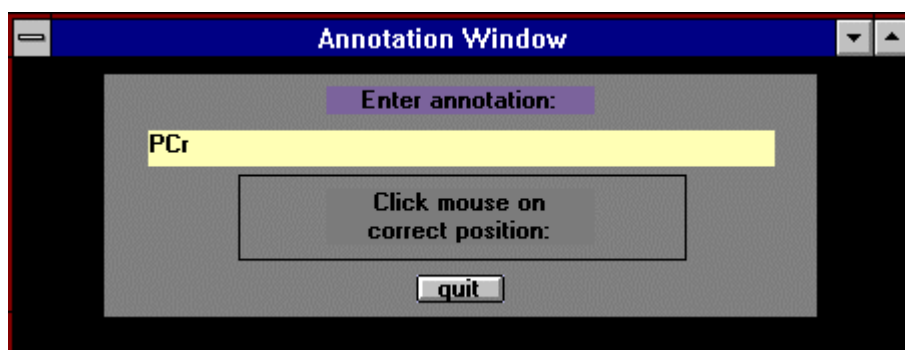 Annotation Window
Enter annotation:
PCr
Click mouse on
correct position:
quit